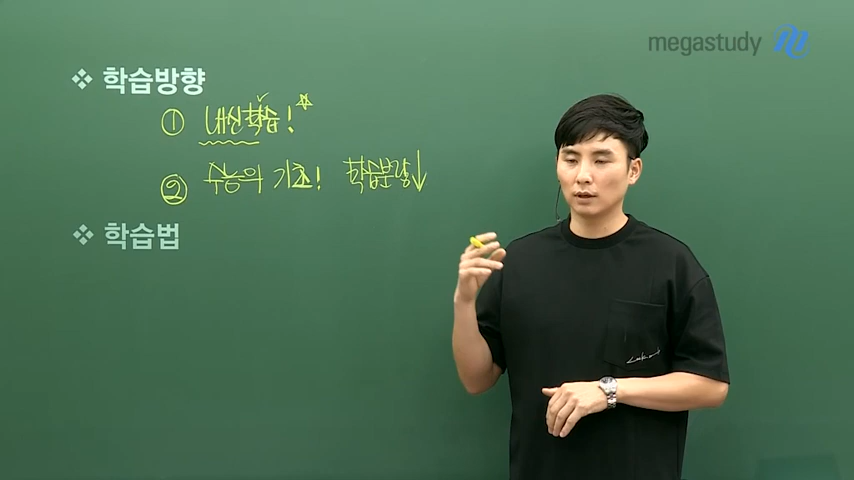 megastudy
❖ 학습방향
① 내신학습! ☆
② 수능의 기초! 학습분량↓
❖ 학습법